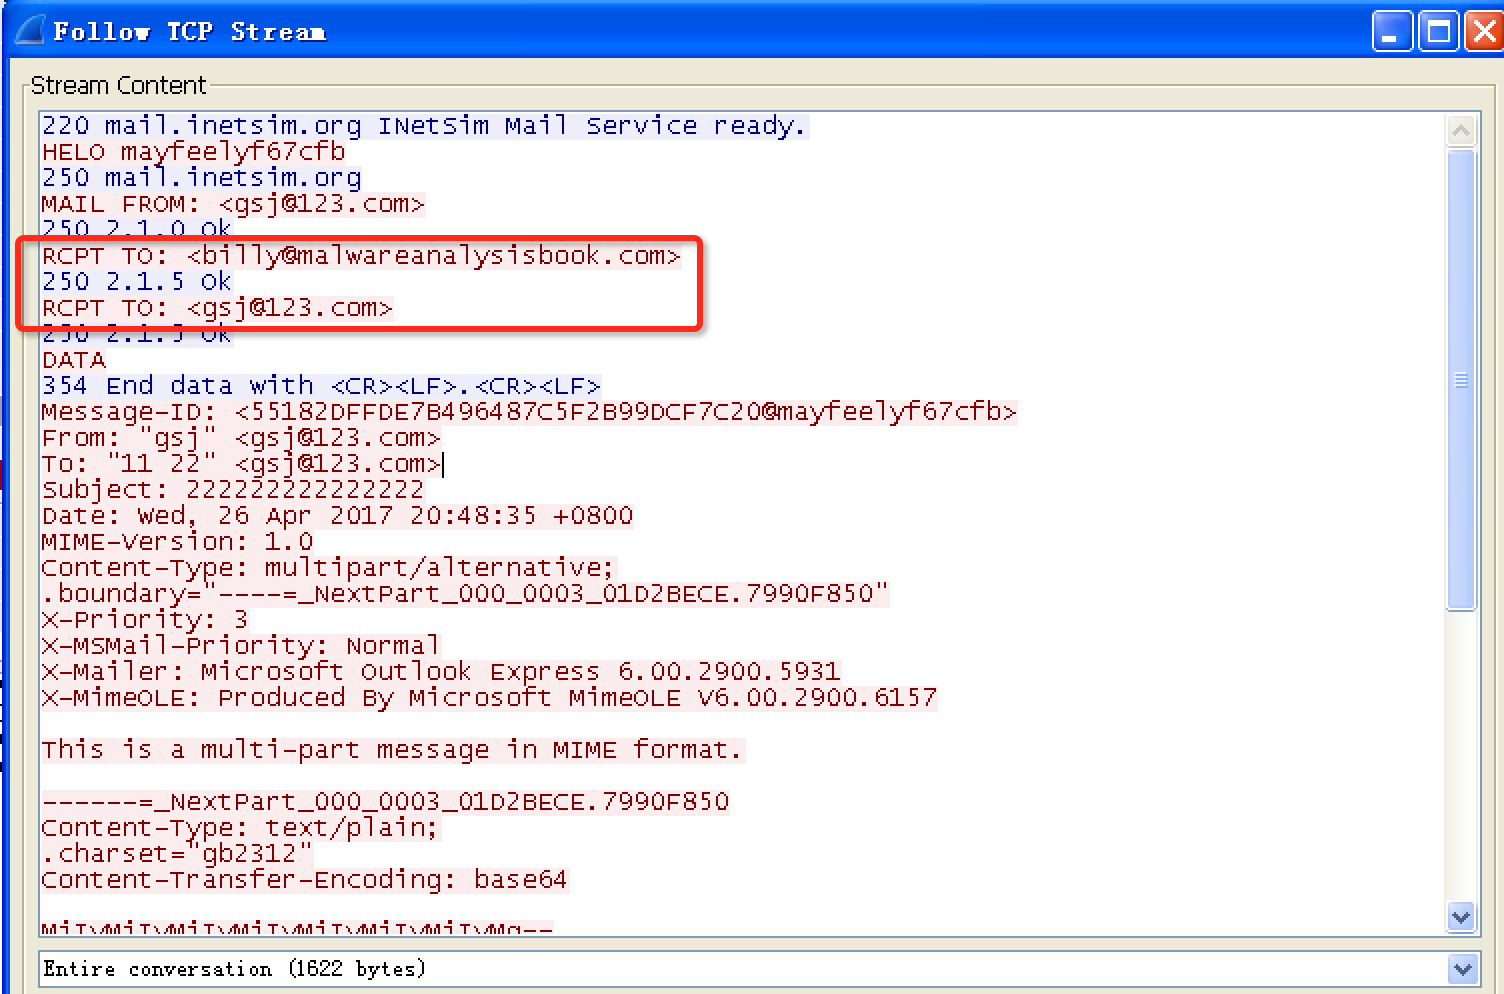 Follow TCP Stream
Stream Content
220 mail.inetsim.org INetSim Mail Service ready.
HELO mayfeelyf67cfb
250 mail.inetsim.org
MAIL FROM: <gsj@123.com>
250 2.1.0 Ok
RCPT TO: <billy@malwareanalysisbook.com>
250 2.1.5 Ok
RCPT TO: <gsj@123.com>
250 2.1.5 Ok
DATA
354 End data with <CR><LF>.<CR><LF>
Message-ID: <55182DFFDE7B496487C5F2B99DCF7C20@mayfeelyf67cfb>
From: "gsj" <gsj@123.com>
To: "11 22" <gsj@123.com>
Subject: 222222222222222
Date: Wed, 26 Apr 2017 20:48:35 +0800
MIME-Version: 1.0
Content-Type: multipart/alternative;
.boundary="----=_NextPart_000_0003_01D2BECE.7990F850"
X-Priority: 3
X-MSMail-Priority: Normal
X-Mailer: Microsoft Outlook Express 6.00.2900.5931
X-MimeOLE: Produced By Microsoft MimeOLE V6.00.2900.6157
This is a multi-part message in MIME format.
------=_NextPart_000_0003_01D2BECE.7990F850
Content-Type: text/plain;
.charset="gb2312"
Content-Transfer-Encoding: base64
Entire conversation (1622 bytes)